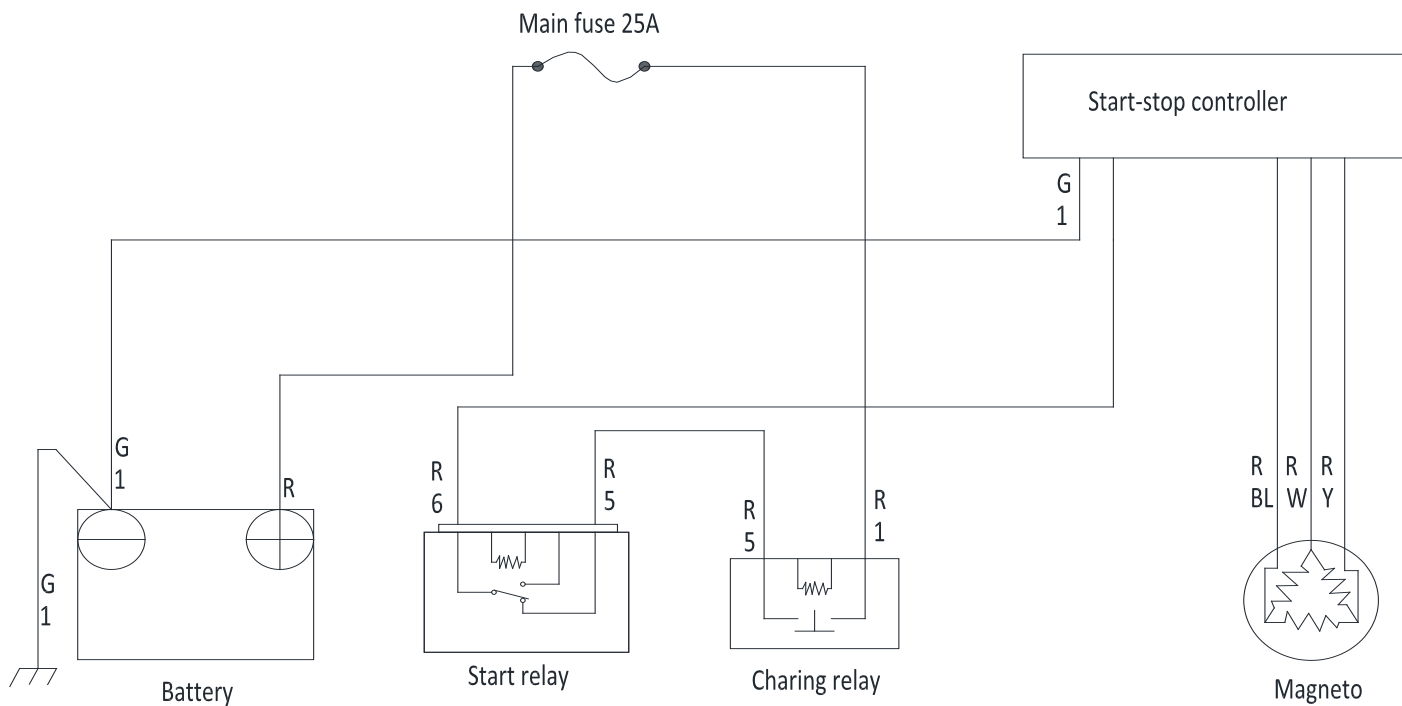 Main fuse 25A
Start-stop controller
G
1
G
1
R
R
6
R
5
R
5
R
1
R
BL
R
W
R
Y
G
1
Battery
Start relay
Charing relay
Magneto